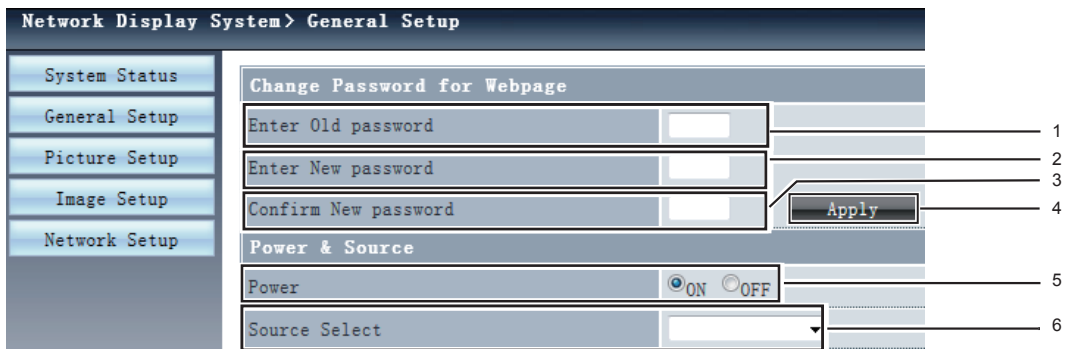 Network Display System> General Setup
System Status
General Setup
Picture Setup
Image Setup
Network Setup
Change Password for Webpage
Enter Old password
1
Enter New password
2
Confirm New password
3
Apply
4
Power & Source
Power
ON OFF
5
Source Select
6